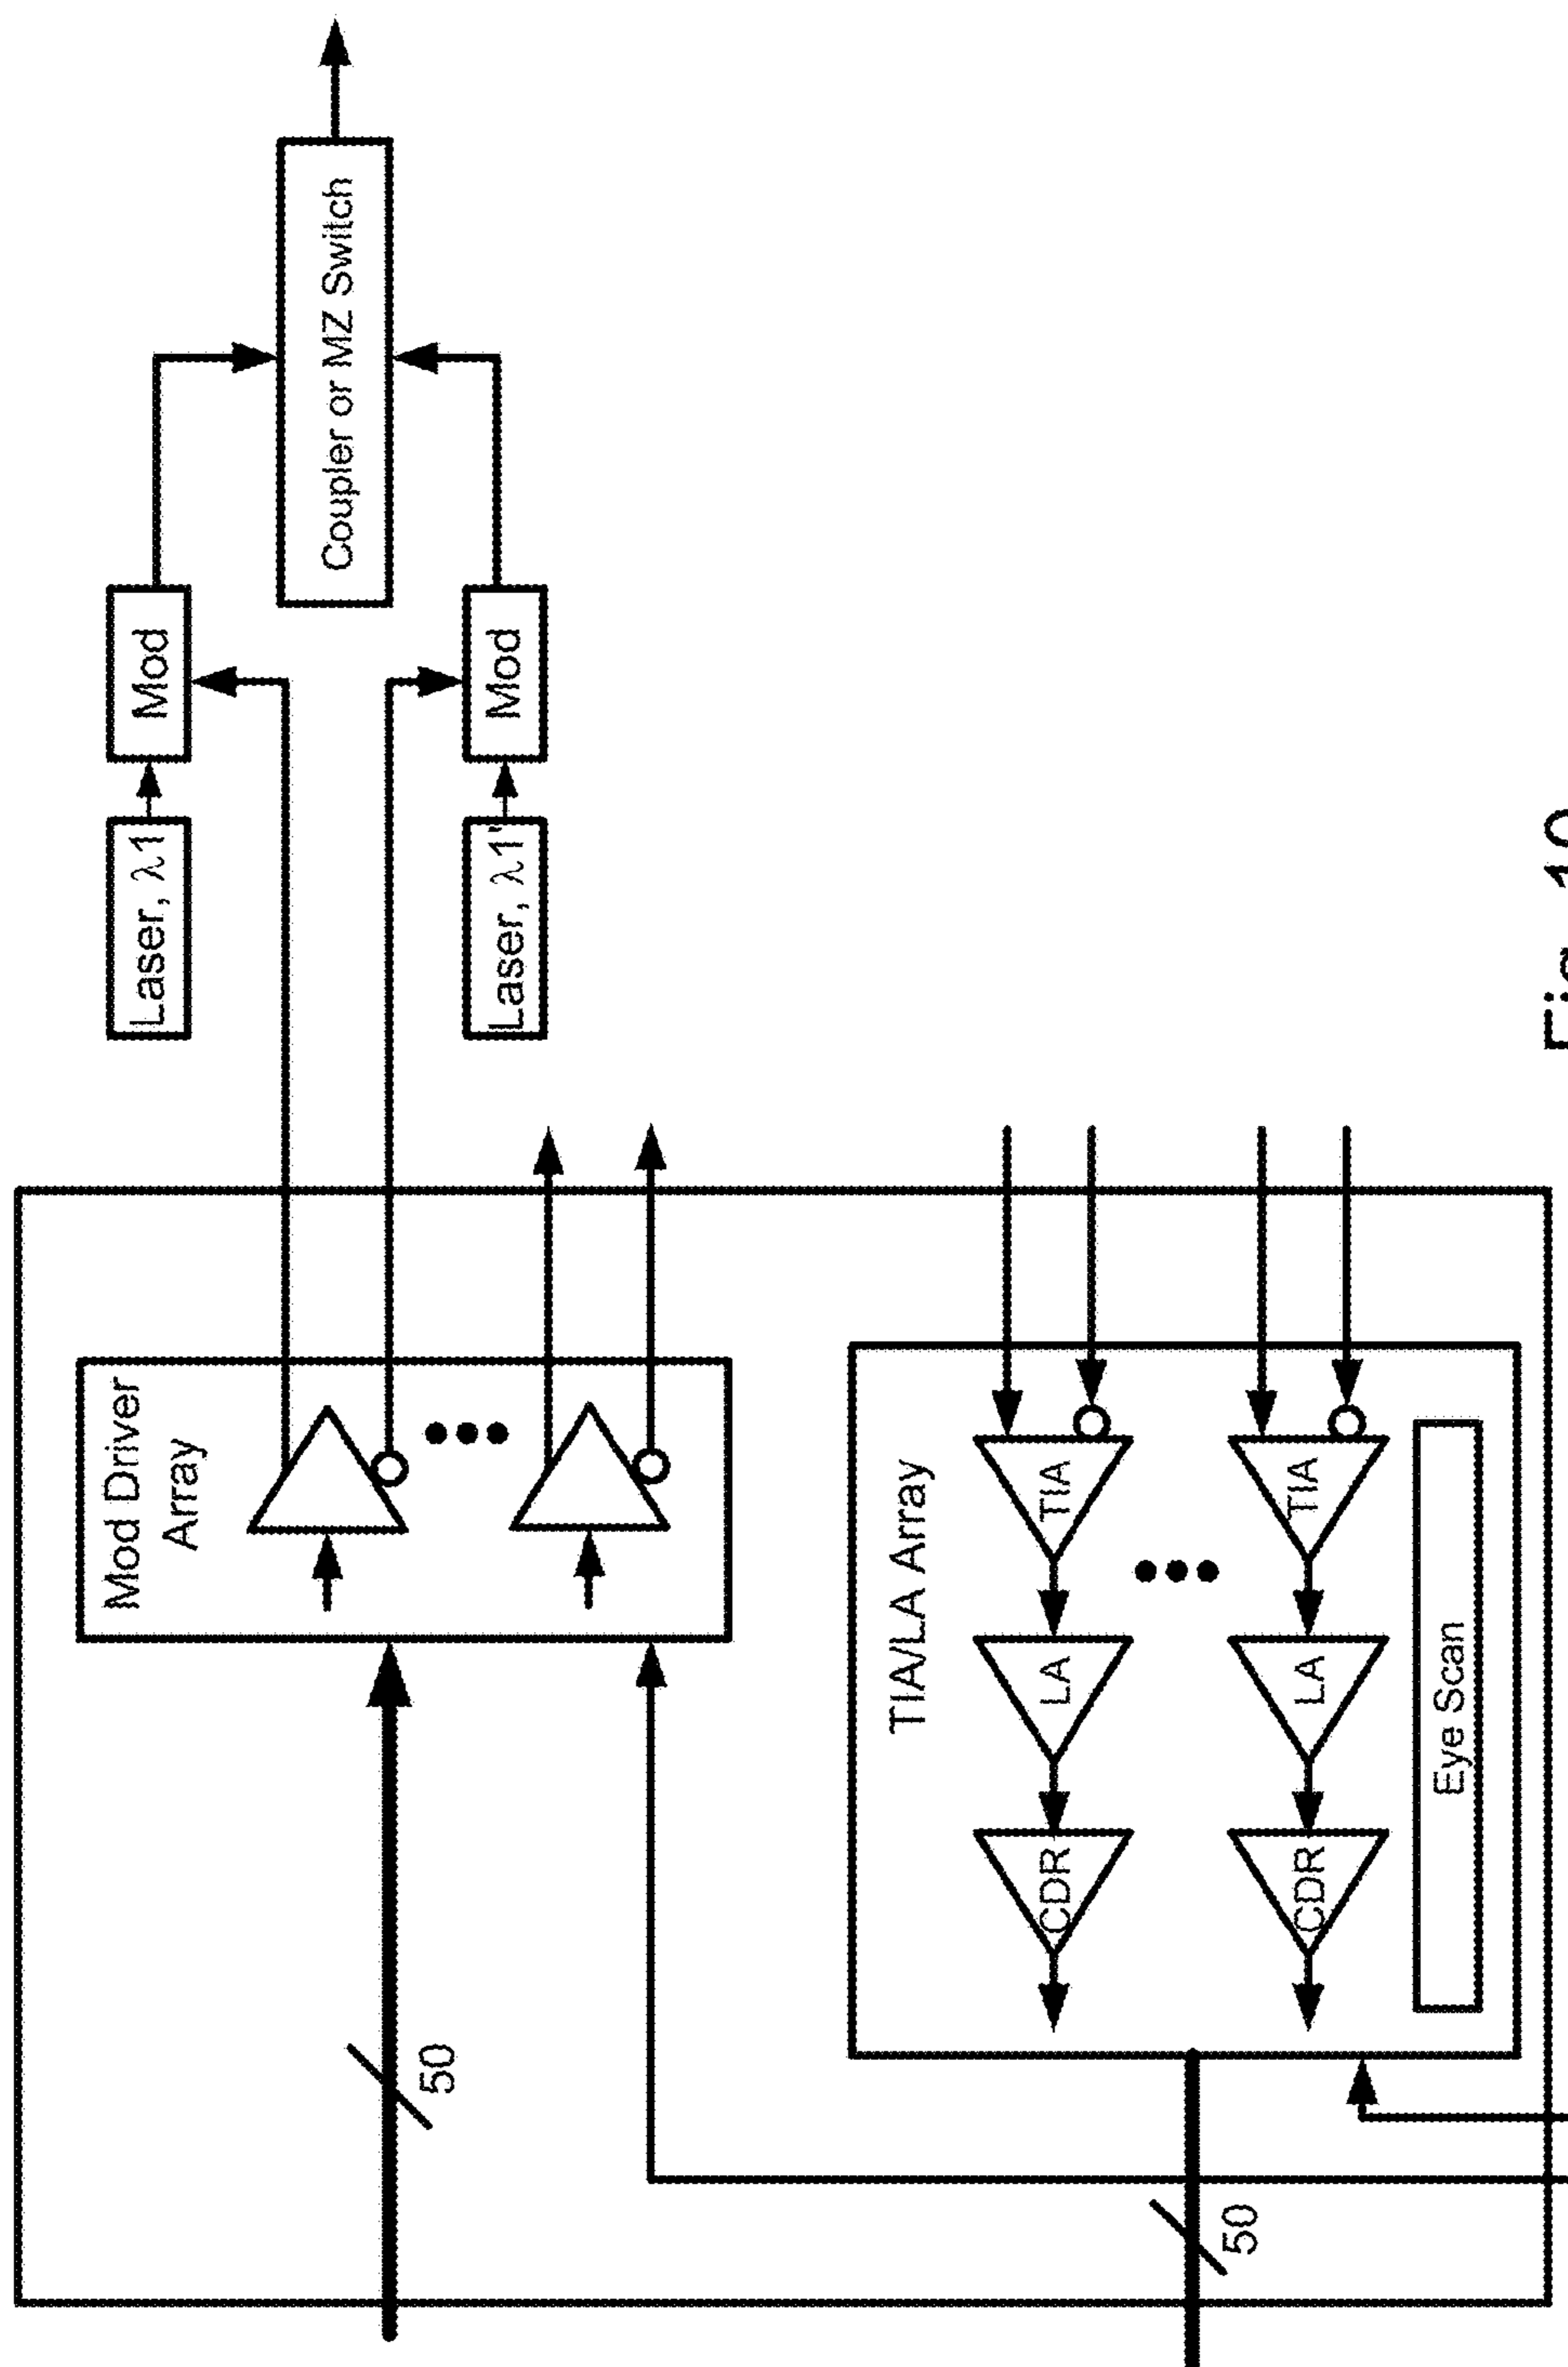 Mod Driver
Array
Laser, λ1
Mod
Coupler or MZ Switch
Laser, λ1'
Mod
50
TIA/LA Array
CDR
LA
TIA
CDR
LA
TIA
Eye Scan
50
Fig.